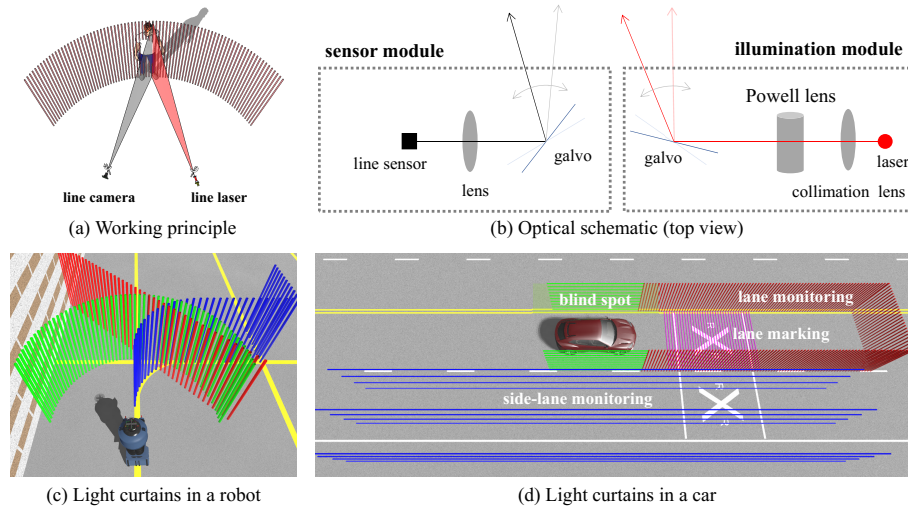 line camera
line laser
(a) Working principle
sensor module
illumination module
Powell lens
line sensor
galvo
galvo
laser
lens
collimation
lens
(b) Optical schematic (top view)
(c) Light curtains in a robot
blind spot
lane monitoring
lane marking
side-lane monitoring
(d) Light curtains in a car